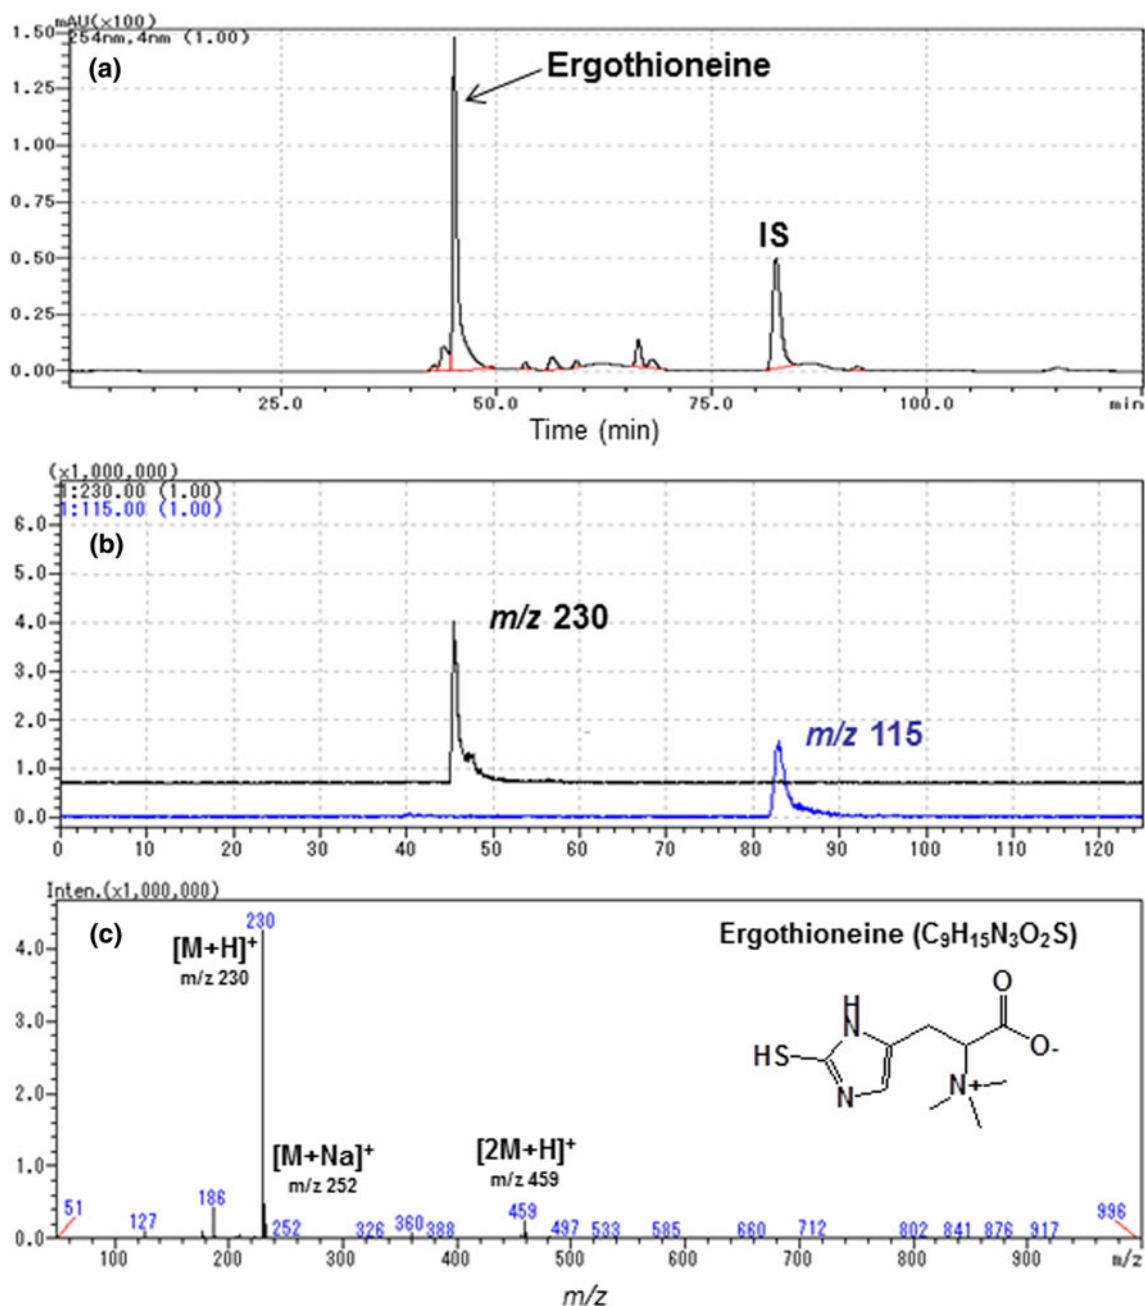 mAU(×100)
1.50
254nm,4nm (1.00)
(a)
Ergothioneine
1.25
1.00
0.75
IS
0.50
0.25
0.00
25.0 50.0 75.0 100.0 min
Time (min)
(×1,000,000)
1:230.00 (1.00)
1:115.00 (1.00)
6.0
(b)
5.0
4.0
m/z 230
3.0
2.0
m/z 115
1.0
0.0
0 10 20 30 40 50 60 70 80 90 100 110 120
Inten.(×1,000,000)
(c)
230
Ergothioneine (C₉H₁₅N₃O₂S)
[M+H]⁺
m/z 230
4.0
3.0
2.0
1.0
0.0
O
H
N
HS
O-
N
N+
[M+Na]⁺
m/z 252
[2M+H]⁺
m/z 459
51 127 186 252 326 360 388 459 497 533 585 660 712 802 841 876 917 996
100 200 300 400 500 600 700 800 900 m/z
m/z